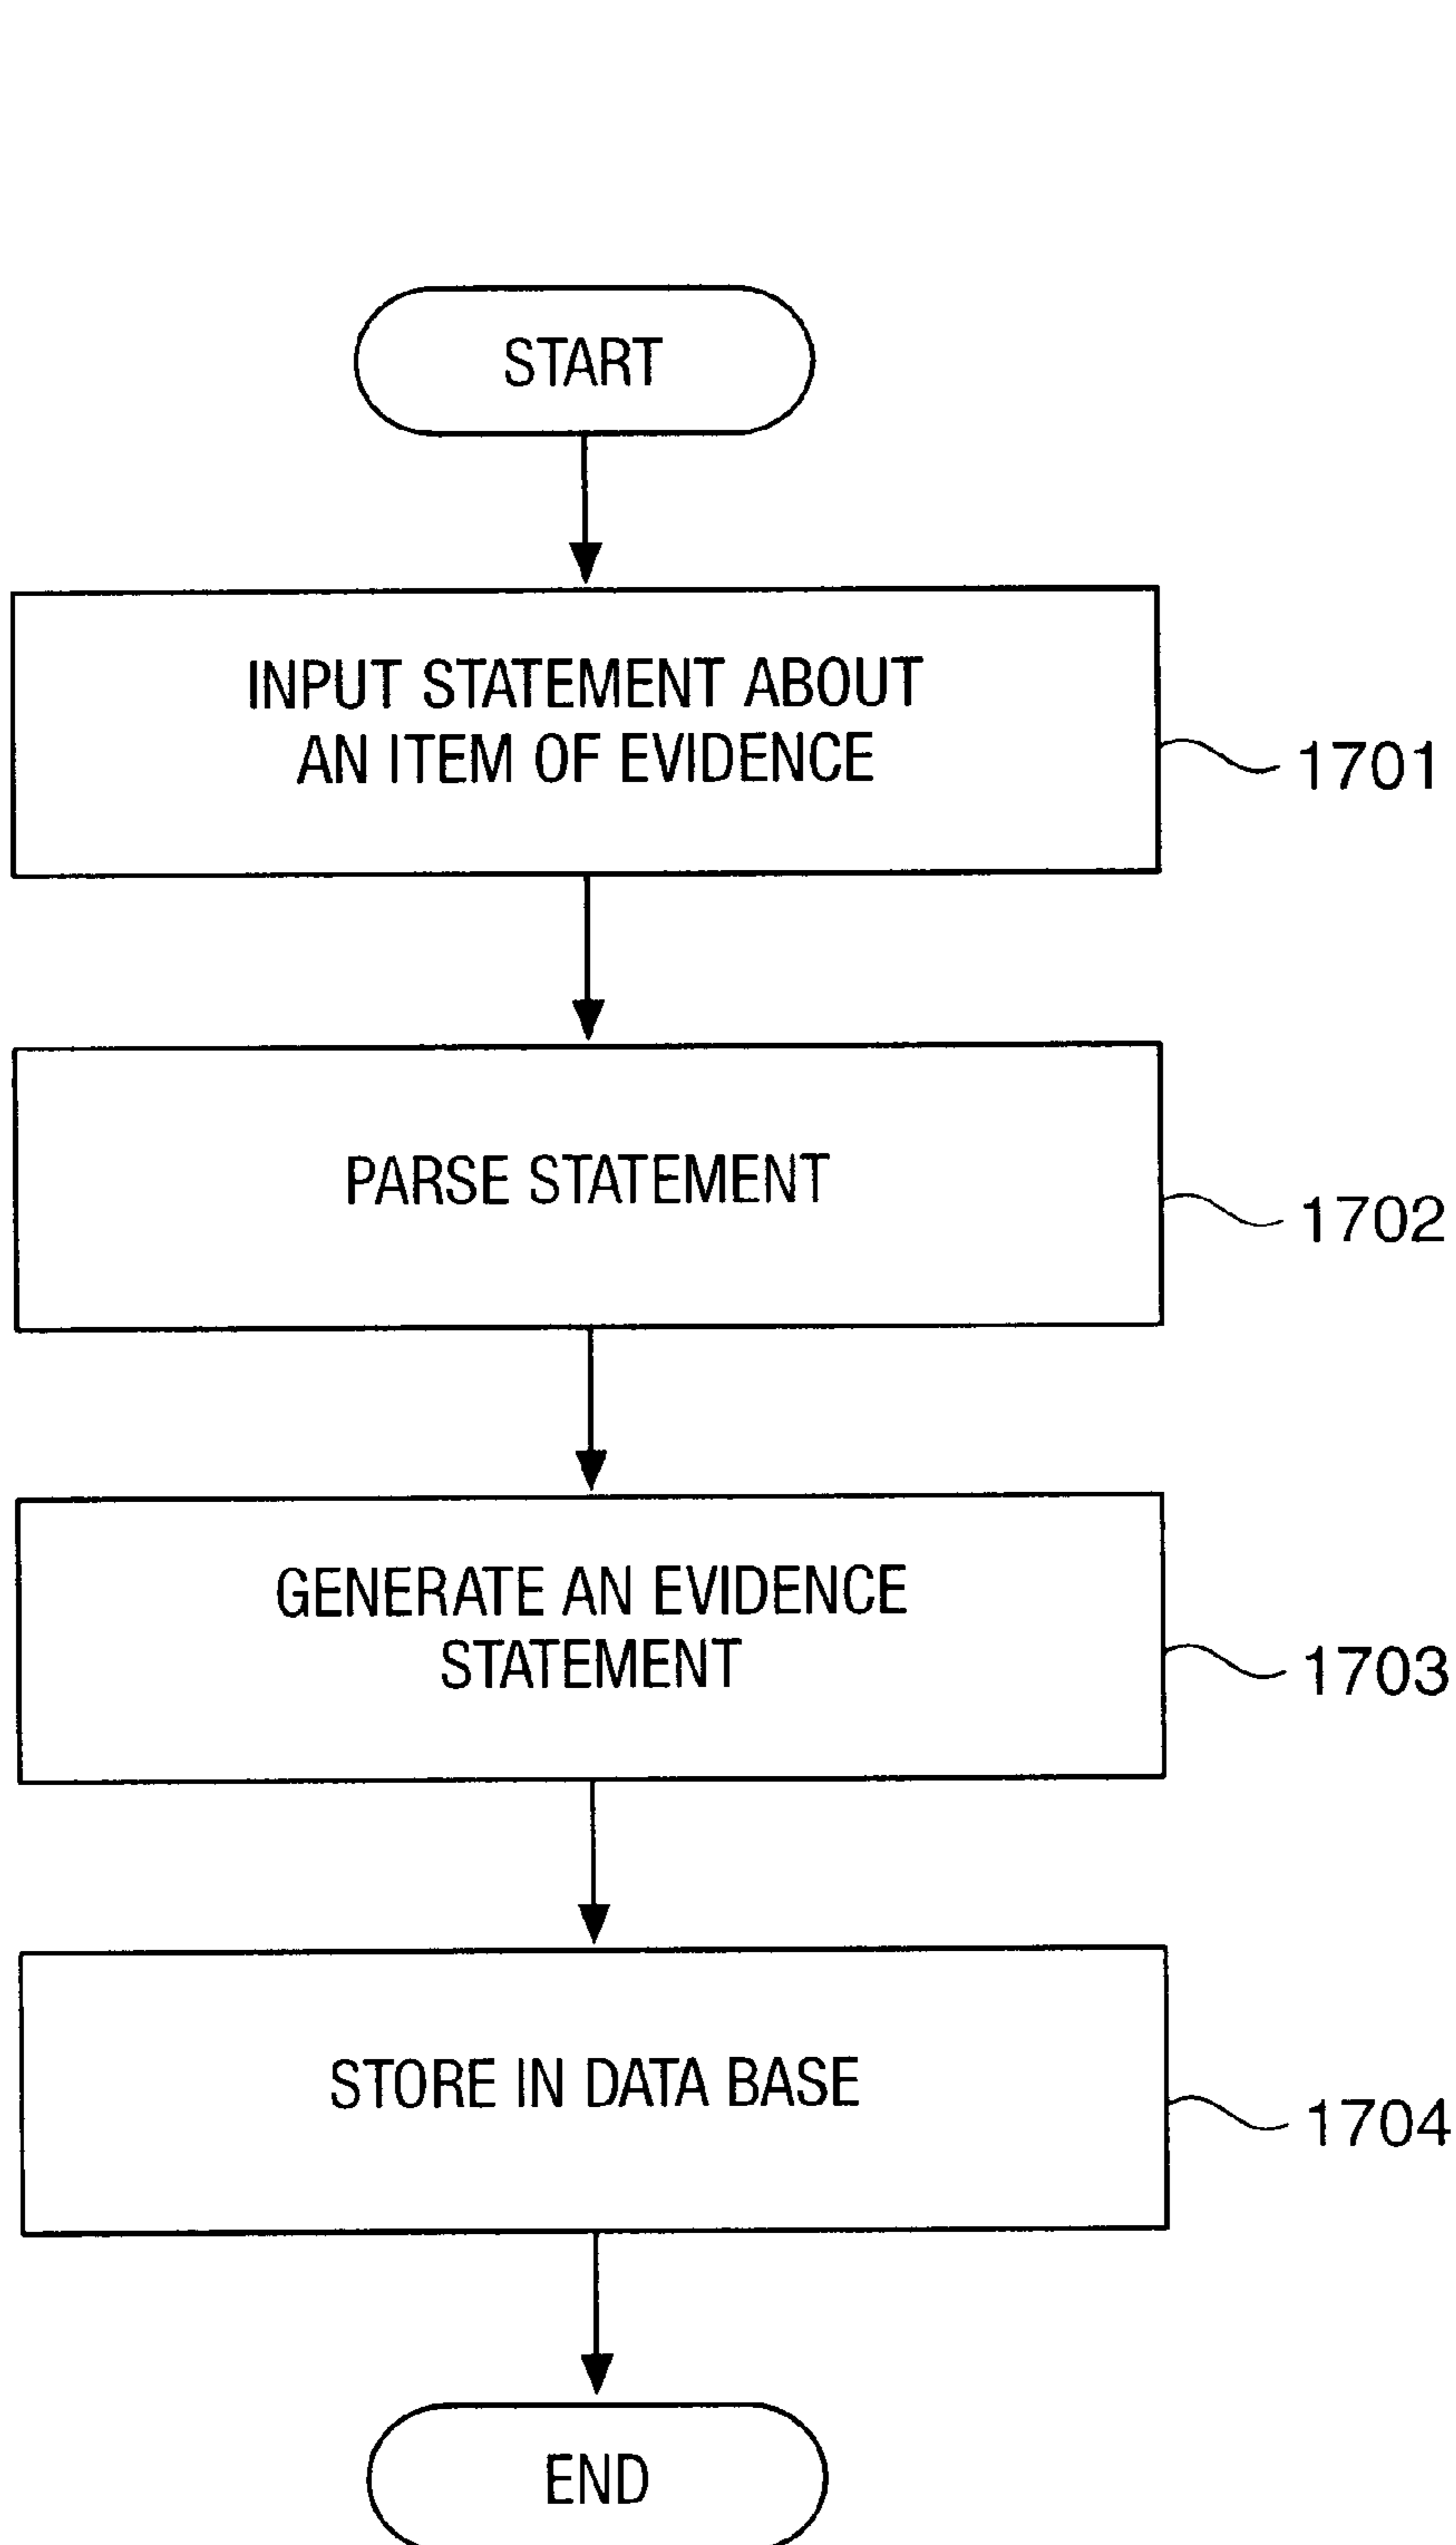 START
INPUT STATEMENT ABOUT
AN ITEM OF EVIDENCE
1701
PARSE STATEMENT
1702
GENERATE AN EVIDENCE
STATEMENT
1703
STORE IN DATA BASE
1704
END